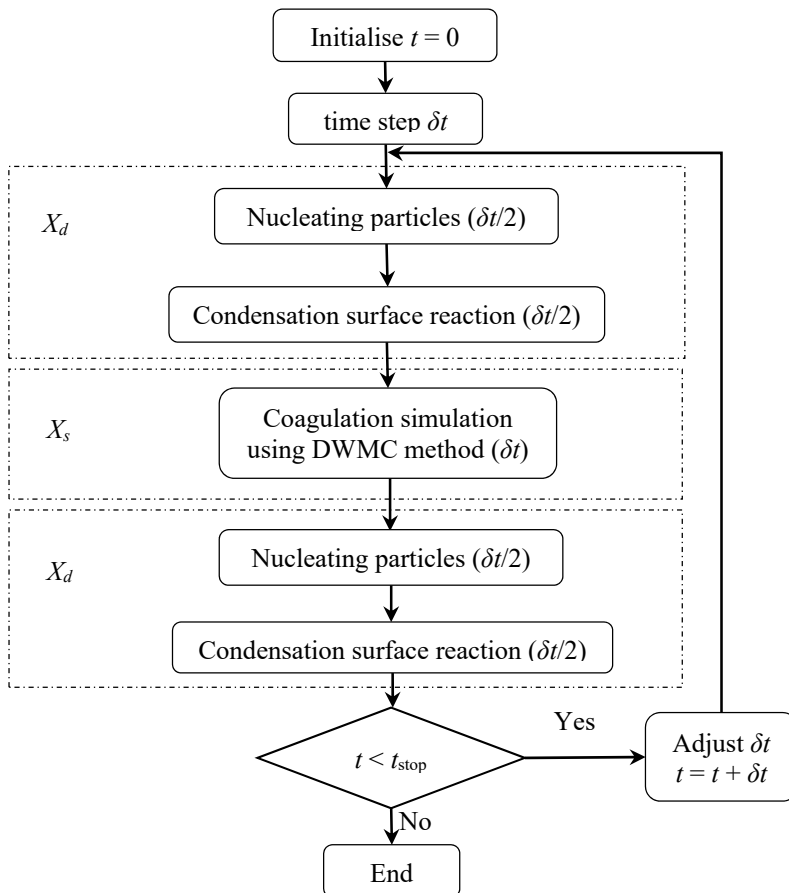 Initialise t = 0
time step δt
X_d
Nucleating particles (δt/2)
Condensation surface reaction (δt/2)
X_s
Coagulation simulation
using DWMC method (δt)
X_d
Nucleating particles (δt/2)
Condensation surface reaction (δt/2)
t < t_stop
Yes
Adjust δt
t = t + δt
No
End